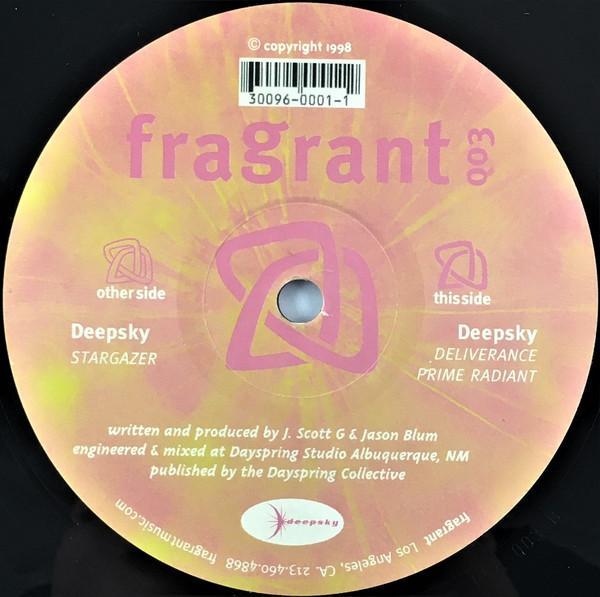 © copyright 1998
30096-0001-1
fragrant 003
other side
Deepsky
STARGAZER
this side
Deepsky
DELIVERANCE
PRIME RADIANT
written and produced by J. Scott G & Jason Blum
engineered & mixed at Dayspring Studio Albuquerque, NM
published by the Dayspring Collective
deepsky
fragrant Los Angeles, CA. 213.460.4868 fragrantmusic.com